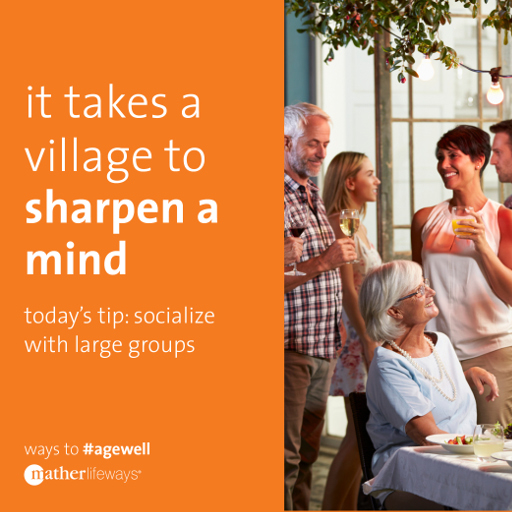 it takes a
village to
sharpen a
mind
today's tip: socialize
with large groups
ways to #agewell
matherlifeways®